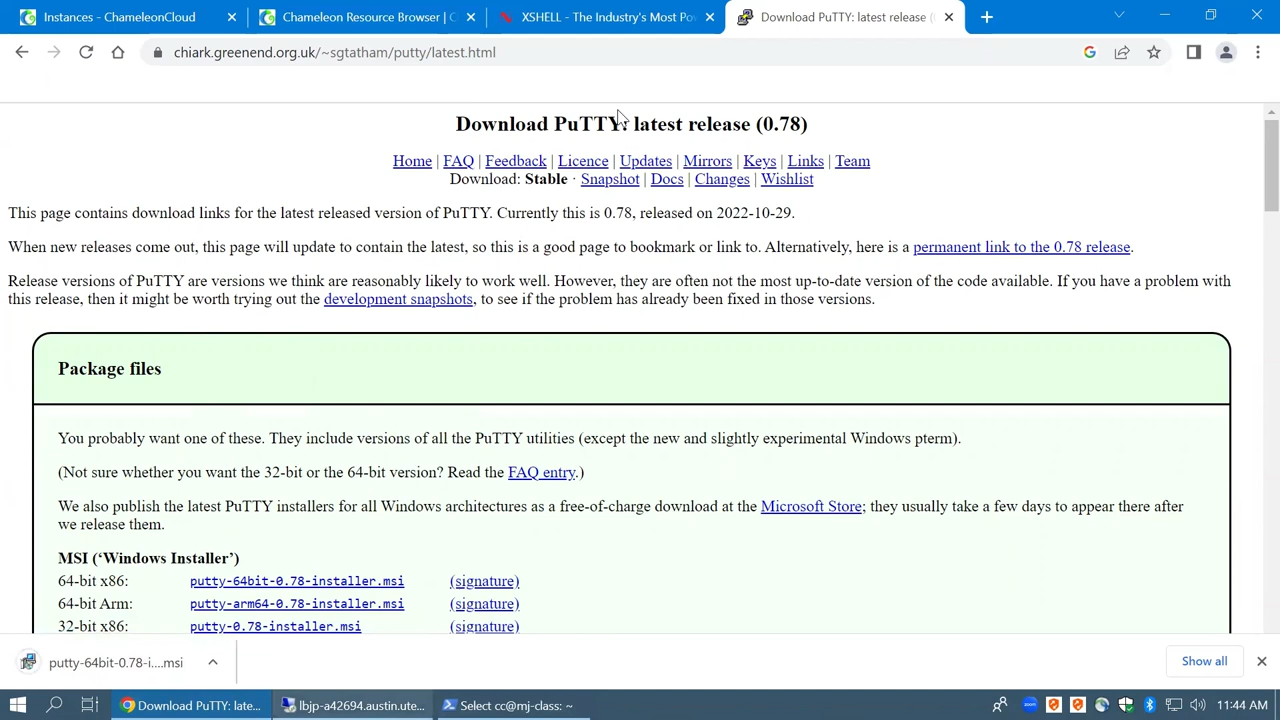 Instances - ChameleonCloud
Chameleon Resource Browser | C
XSHELL - The Industry's Most Po
Download PuTTY: latest release (
chiark.greenend.org.uk/~sgtatham/putty/latest.html
Download PuTTY: latest release (0.78)
Home | FAQ | Feedback | Licence | Updates | Mirrors | Keys | Links | Team
Download: Stable · Snapshot | Docs | Changes | Wishlist
This page contains download links for the latest released version of PuTTY. Currently this is 0.78, released on 2022-10-29.
When new releases come out, this page will update to contain the latest, so this is a good page to bookmark or link to. Alternatively, here is a permanent link to the 0.78 release.
Release versions of PuTTY are versions we think are reasonably likely to work well. However, they are often not the most up-to-date version of the code available. If you have a problem with
this release, then it might be worth trying out the development snapshots, to see if the problem has already been fixed in those versions.
Package files
You probably want one of these. They include versions of all the PuTTY utilities (except the new and slightly experimental Windows pterm).
(Not sure whether you want the 32-bit or the 64-bit version? Read the FAQ entry.)
We also publish the latest PuTTY installers for all Windows architectures as a free-of-charge download at the Microsoft Store; they usually take a few days to appear there after
we release them.
MSI (‘Windows Installer’)
64-bit x86: putty-64bit-0.78-installer.msi (signature)
64-bit Arm: putty-arm64-0.78-installer.msi (signature)
32-bit x86: putty-0.78-installer.msi (signature)
putty-64bit-0.78-i....msi
Show all
Download PuTTY: late...
lbjp-a42694.austin.ute...
Select cc@mj-class: ~
11:44 AM